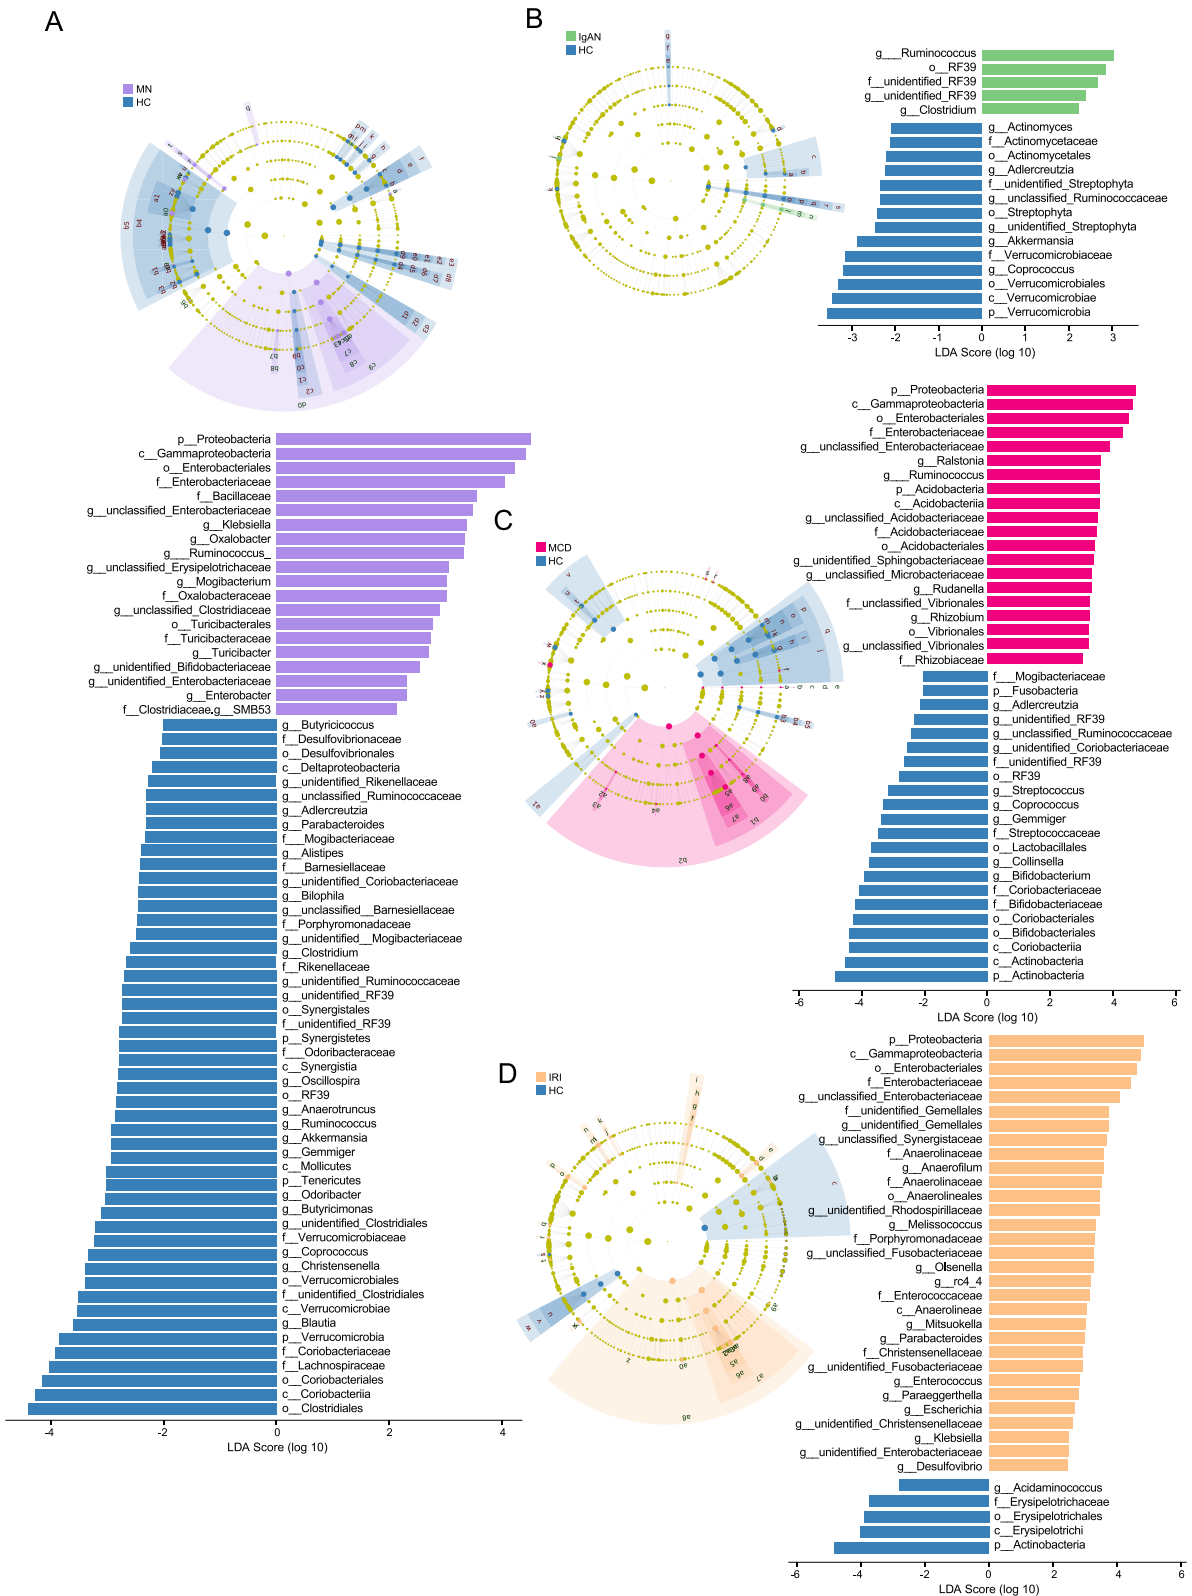 A
MN
HC
p__Proteobacteria
c__Gammaproteobacteria
o__Enterobacteriales
f__Enterobacteriaceae
f__Bacillaceae
g__unclassified_Enterobacteriaceae
g__Klebsiella
g__Oxalobacter
g___Ruminococcus_
g__unclassified_Erysipelotrichaceae
g__Mogibacterium
f__Oxalobacteraceae
g__unclassified_Clostridiaceae
o__Turicibacterales
f__Turicibacteraceae
g__Turicibacter
g__unidentified_Bifidobacteriaceae
g__unidentified_Enterobacteriaceae
g__Enterobacter
f__Clostridiaceae.g__SMB53
g__Butyricicoccus
f__Desulfovibrionaceae
o__Desulfovibrionales
c__Deltaproteobacteria
g__unidentified_Rikenellaceae
g__unclassified_Ruminococcaceae
g__Adlercreutzia
g__Parabacteroides
f___Mogibacteriaceae
g__Alistipes
f___Barnesiellaceae
g__unidentified_Coriobacteriaceae
g__Bilophila
g__unclassified__Barnesiellaceae
f__Porphyromonadaceae
g__unidentified__Mogibacteriaceae
g__Clostridium
f__Rikenellaceae
g__unidentified_Ruminococcaceae
g__unidentified_RF39
o__Synergistales
f__unidentified_RF39
p__Synergistetes
f___Odoribacteraceae
c__Synergistia
g__Oscillospira
o__RF39
g__Anaerotruncus
g__Ruminococcus
g__Akkermansia
g__Gemmiger
c__Mollicutes
p__Tenericutes
g__Odoribacter
g__Butyricimonas
g__unidentified_Clostridiales
f__Verrucomicrobiaceae
g__Coprococcus
g__Christensenella
o__Verrucomicrobiales
f__unidentified_Clostridiales
c__Verrucomicrobiae
g__Blautia
p__Verrucomicrobia
f__Coriobacteriaceae
f__Lachnospiraceae
o__Coriobacteriales
c__Coriobacteriia
o__Clostridiales
-4 -2 0 2 4
LDA Score (log 10)
B
IgAN
HC
g___Ruminococcus
o__RF39
f__unidentified_RF39
g__unidentified_RF39
g__Clostridium
g__Actinomyces
f__Actinomycetaceae
o__Actinomycetales
g__Adlercreutzia
f__unidentified_Streptophyta
g__unclassified_Ruminococcaceae
o__Streptophyta
g__unidentified_Streptophyta
g__Akkermansia
f__Verrucomicrobiaceae
g__Coprococcus
o__Verrucomicrobiales
c__Verrucomicrobiae
p__Verrucomicrobia
-3 -2 -1 0 1 2 3
LDA Score (log 10)
C
MCD
HC
p__Proteobacteria
c__Gammaproteobacteria
o__Enterobacteriales
f__Enterobacteriaceae
g__unclassified_Enterobacteriaceae
g__Ralstonia
g___Ruminococcus
p__Acidobacteria
c__Acidobacteriia
g__unclassified_Acidobacteriaceae
f__Acidobacteriaceae
o__Acidobacteriales
g__unidentified_Sphingobacteriaceae
g__unclassified_Microbacteriaceae
g__Rudanella
f__unclassified_Vibrionales
g__Rhizobium
o__Vibrionales
g__unclassified_Vibrionales
f__Rhizobiaceae
f___Mogibacteriaceae
p__Fusobacteria
g__Adlercreutzia
g__unidentified_RF39
g__unclassified_Ruminococcaceae
g__unidentified_Coriobacteriaceae
f__unidentified_RF39
o__RF39
g__Streptococcus
g__Coprococcus
g__Gemmiger
f__Streptococcaceae
o__Lactobacillales
g__Collinsella
g__Bifidobacterium
f__Coriobacteriaceae
f__Bifidobacteriaceae
o__Coriobacteriales
o__Bifidobacteriales
c__Coriobacteriia
c__Actinobacteria
p__Actinobacteria
-6 -4 -2 0 2 4 6
LDA Score (log 10)
D
IRI
HC
p__Proteobacteria
c__Gammaproteobacteria
o__Enterobacteriales
f__Enterobacteriaceae
g__unclassified_Enterobacteriaceae
f__unidentified_Gemellales
g__unidentified_Gemellales
g__unclassified_Synergistaceae
f__Anaerolinaceae
g__Anaerofilum
f__Anaerolinaceae
o__Anaerolineales
g__unidentified_Rhodospirillaceae
g__Melissococcus
f__Porphyromonadaceae
g__unclassified_Fusobacteriaceae
g__Olsenella
g__rc4_4
f__Enterococcaceae
c__Anaerolineae
g__Mitsuokella
g__Parabacteroides
f__Christensenellaceae
g__unidentified_Fusobacteriaceae
g__Enterococcus
g__Paraeggerthella
g__Escherichia
g__unidentified_Christensenellaceae
g__Klebsiella
g__unidentified_Enterobacteriaceae
g__Desulfovibrio
g__Acidaminococcus
f__Erysipelotrichaceae
o__Erysipelotrichales
c__Erysipelotrichi
p__Actinobacteria
-6 -4 -2 0 2 4 6
LDA Score (log 10)